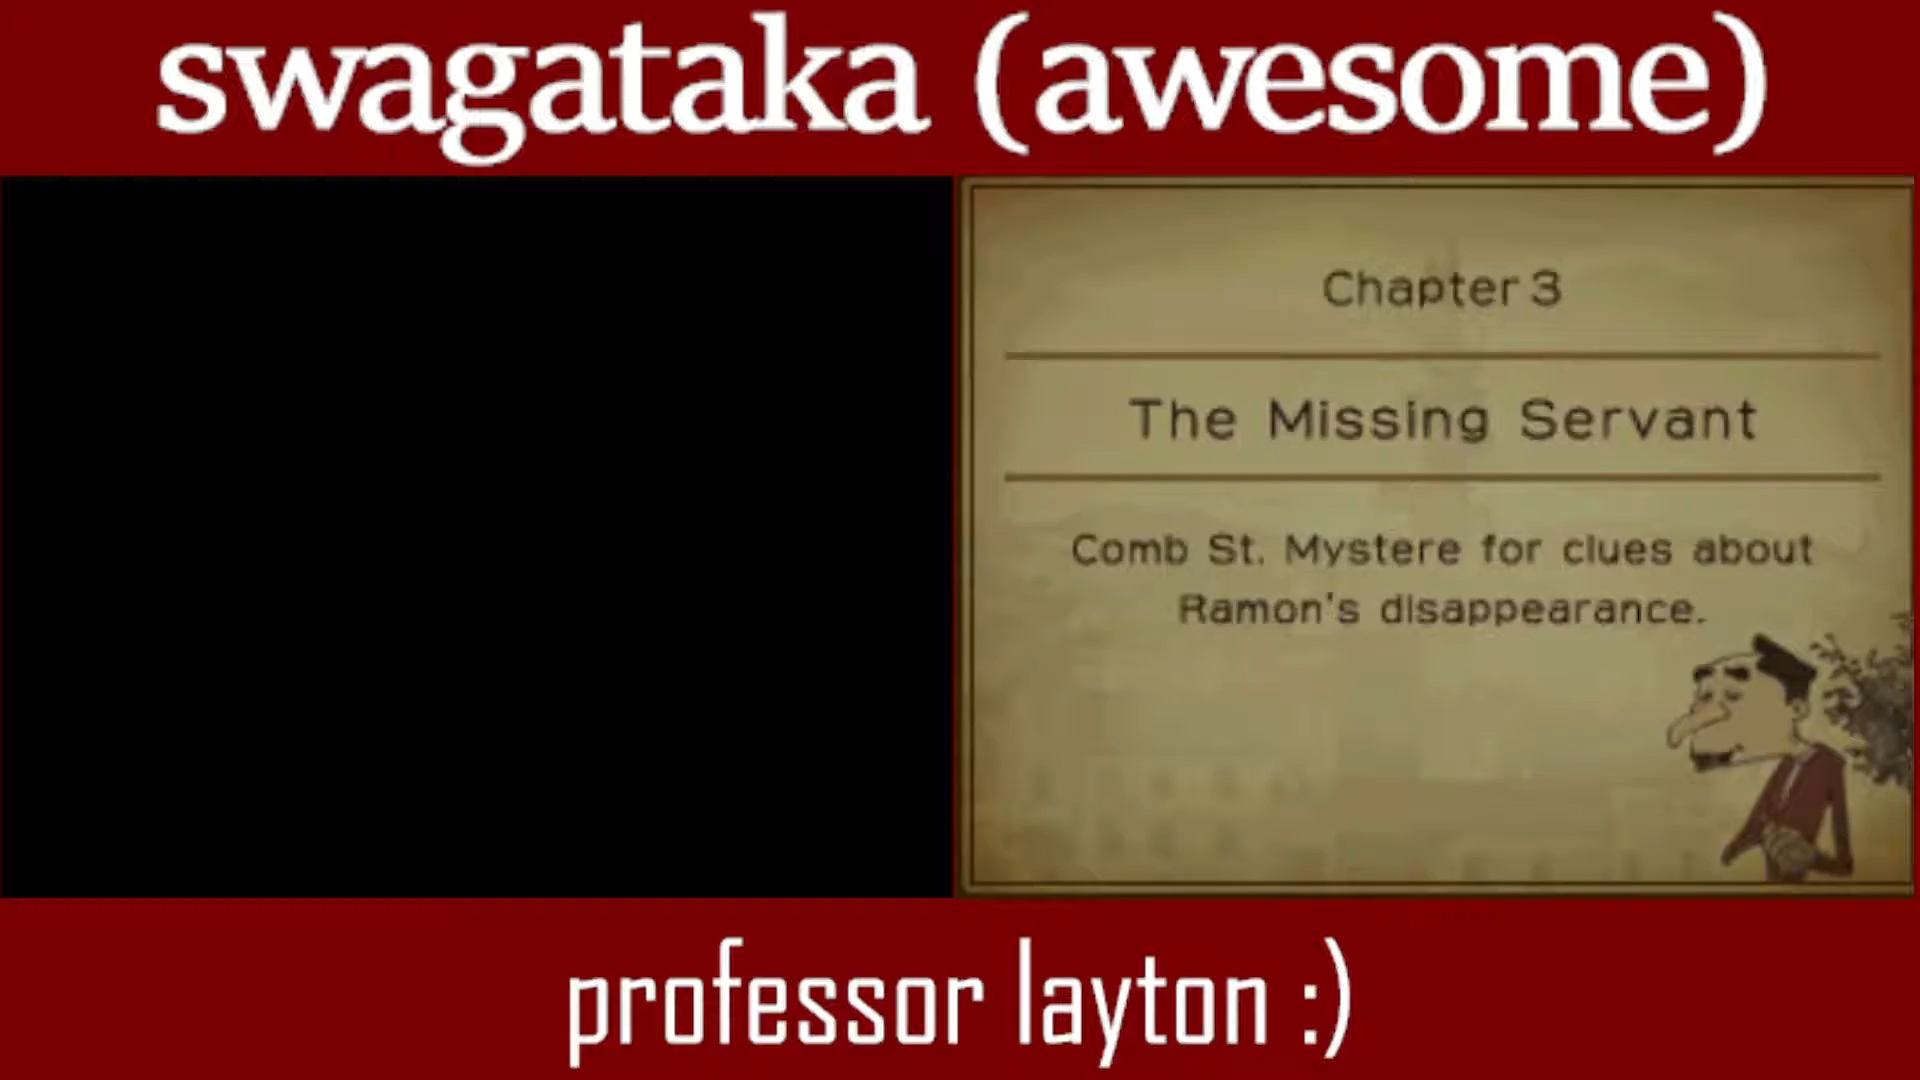 swagataka (awesome)
Chapter 3
The Missing Servant
Comb St. Mystere for clues about
Ramon's disappearance.
professor layton :)